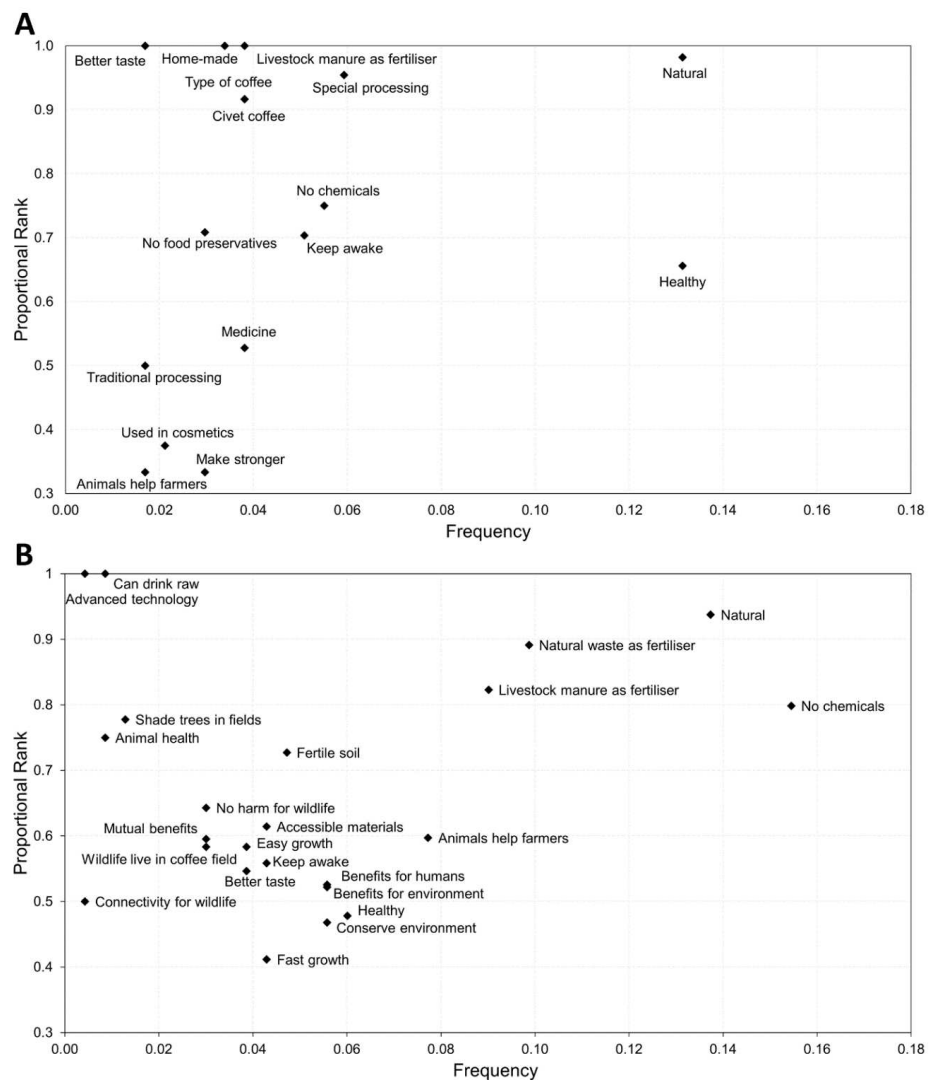 A
1.0
Better taste
Home-made
Livestock manure as fertiliser
Natural
Type of coffee
Special processing
0.9
Civet coffee
0.8
No chemicals
0.7
No food preservatives
Keep awake
Healthy
0.6
Medicine
0.5
Traditional processing
0.4
Used in cosmetics
Make stronger
Animals help farmers
0.3
Proportional Rank
0.00 0.02 0.04 0.06 0.08 0.10 0.12 0.14 0.16 0.18
Frequency
B
1
Can drink raw
Advanced technology
Natural
0.9
Natural waste as fertiliser
Livestock manure as fertiliser
0.8
No chemicals
Shade trees in fields
Animal health
Fertile soil
0.7
No harm for wildlife
Accessible materials
Mutual benefits
Animals help farmers
0.6
Easy growth
Wildlife live in coffee field
Keep awake
Better taste
Benefits for humans
Benefits for environment
0.5
Connectivity for wildlife
Healthy
Conserve environment
Fast growth
0.4
0.3
Proportional Rank
0.00 0.02 0.04 0.06 0.08 0.10 0.12 0.14 0.16 0.18
Frequency